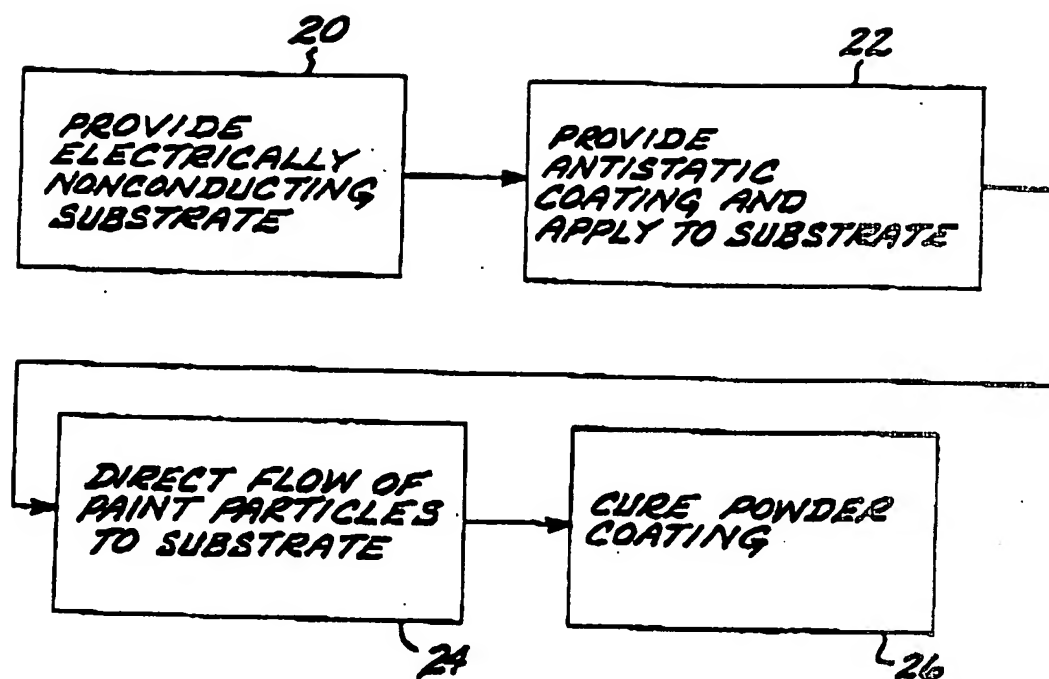 20
PROVIDE
ELECTRICALLY
NONCONDUCTING
SUBSTRATE
22
PROVIDE
ANTISTATIC
COATING AND
APPLY TO SUBSTRATE
DIRECT FLOW OF
PAINT PARTICLES
TO SUBSTRATE
24
CURE POWDER
COATING
26